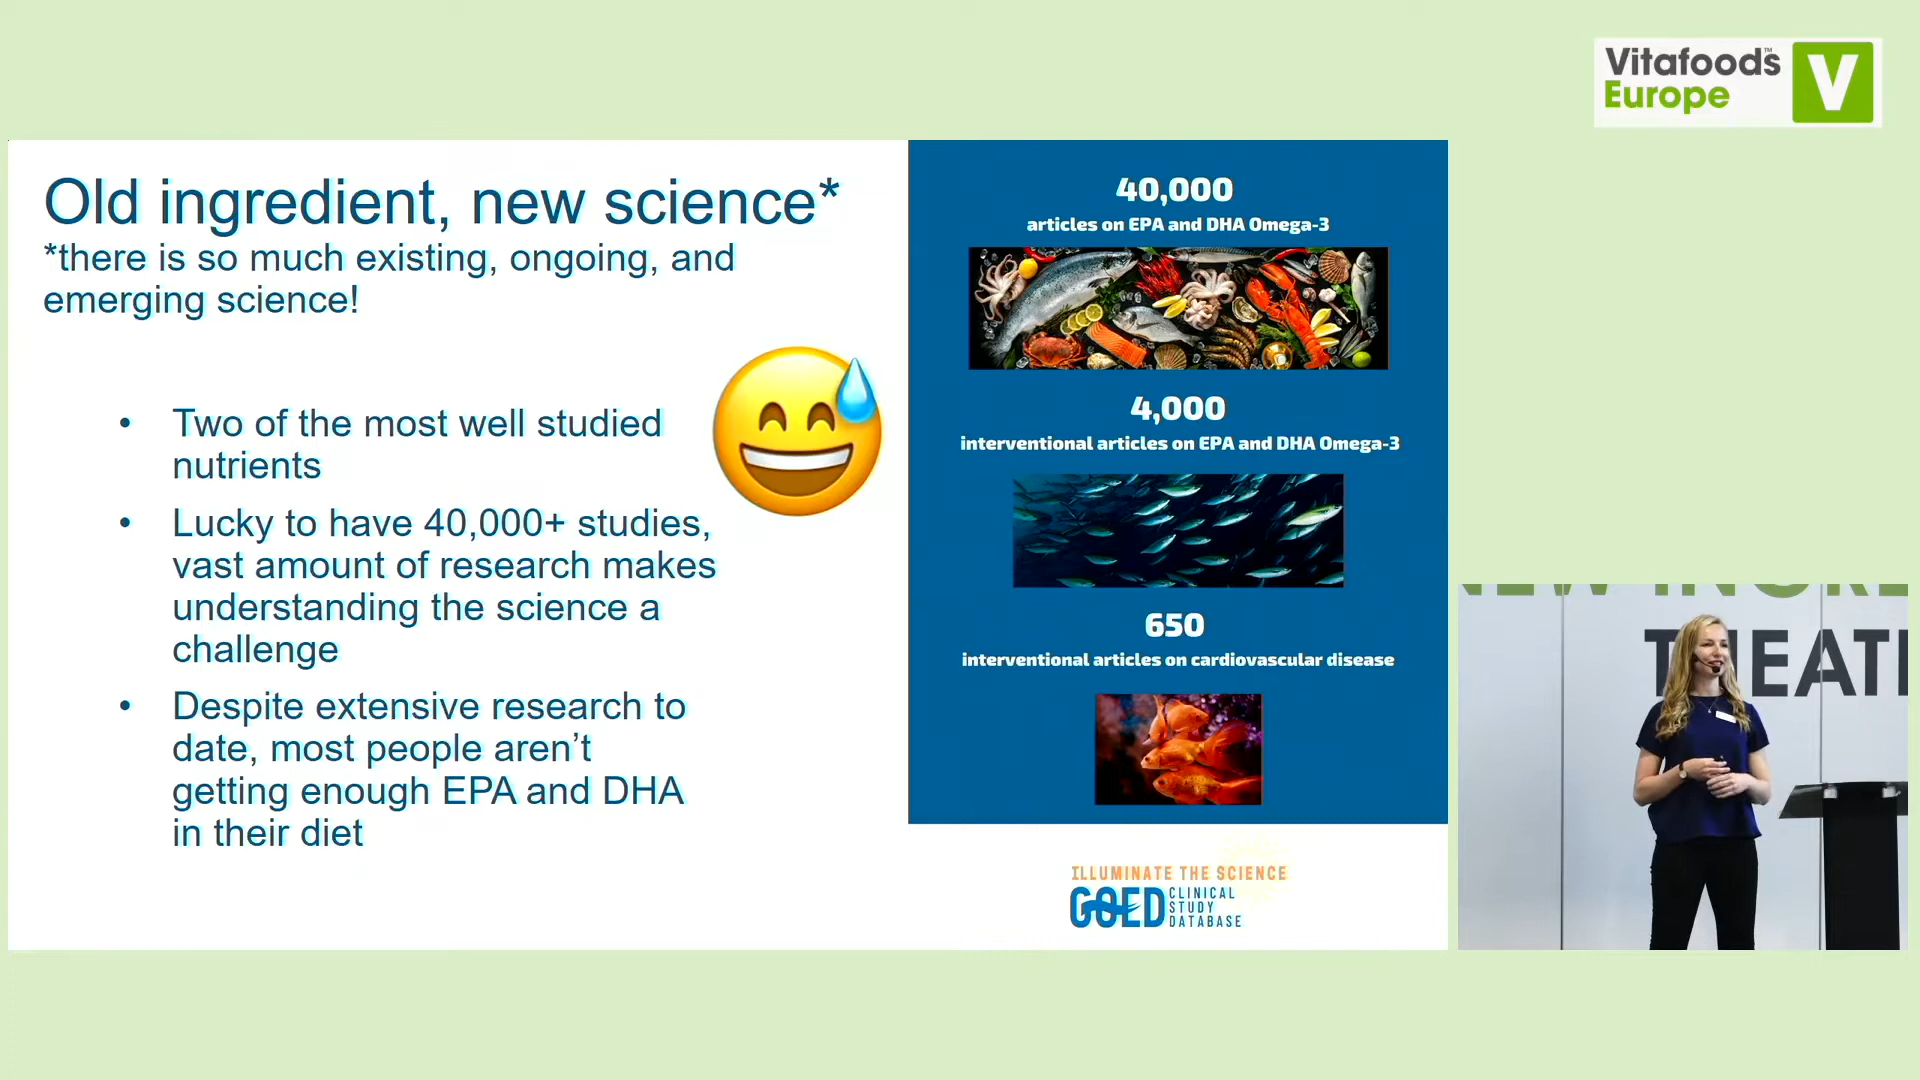 Vitafoods™
Europe
V
Old ingredient, new science*
*there is so much existing, ongoing, and
emerging science!
• Two of the most well studied
nutrients
• Lucky to have 40,000+ studies,
vast amount of research makes
understanding the science a
challenge
• Despite extensive research to
date, most people aren’t
getting enough EPA and DHA
in their diet
40,000
articles on EPA and DHA Omega-3
4,000
interventional articles on EPA and DHA Omega-3
650
interventional articles on cardiovascular disease
ILLUMINATE THE SCIENCE
GOED
CLINICAL
STUDY
DATABASE
NEW INGRE
THEAT